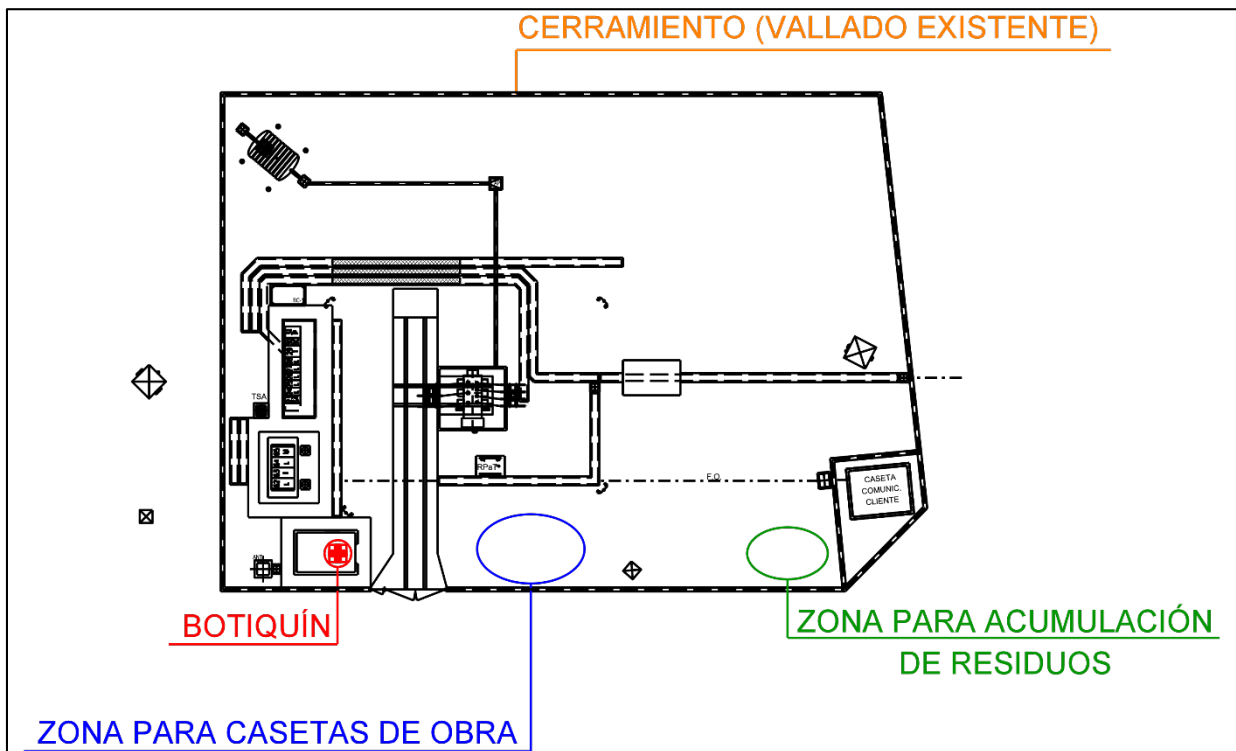 CERRAMIENTO (VALLADO EXISTENTE)
TSA
RPaT
F.O.
CASETA
COMUNIC.
CLIENTE
BOTIQUÍN
ZONA PARA ACUMULACIÓN
DE RESIDUOS
ZONA PARA CASETAS DE OBRA